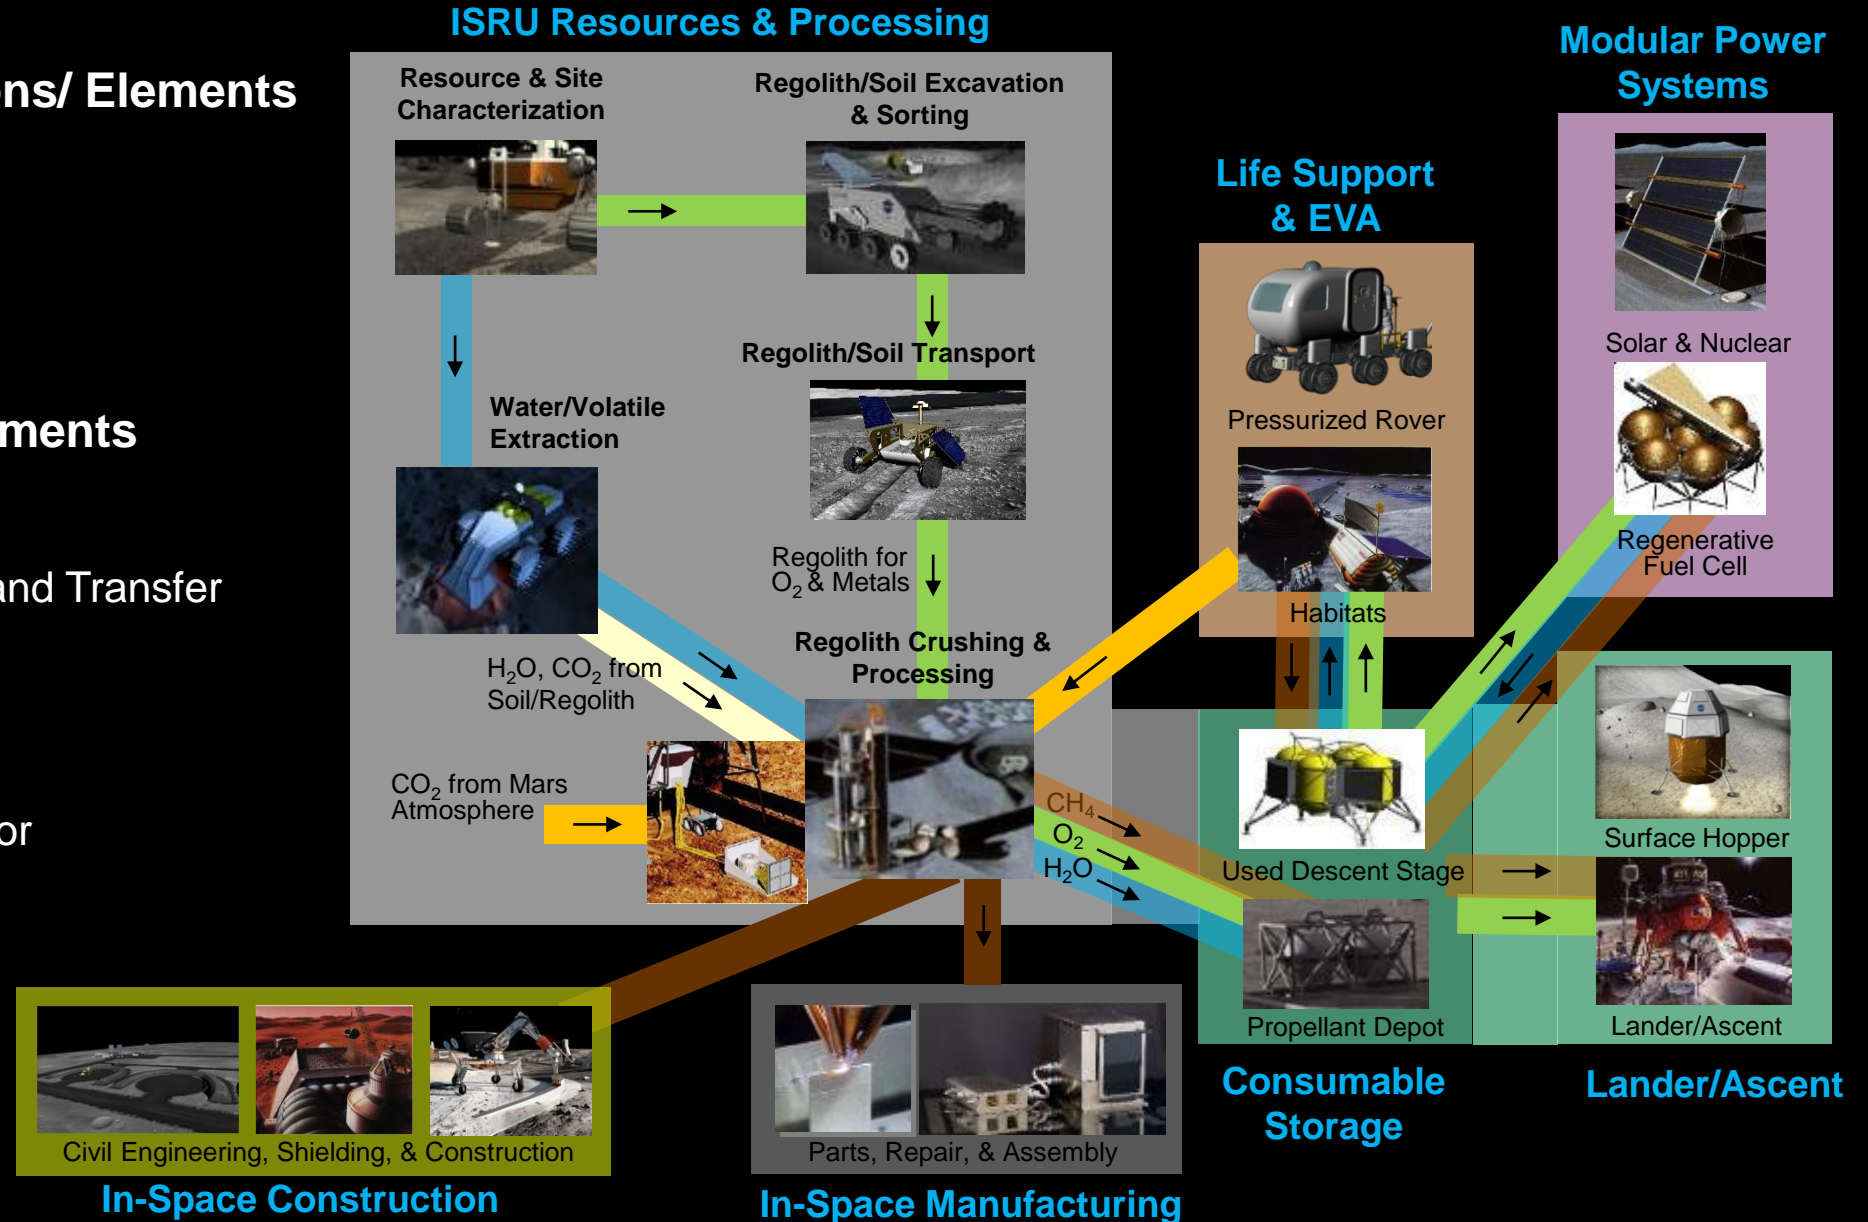 ns/ Elements
ments
and Transfer
or
ISRU Resources & Processing
Resource & Site
Characterization
Regolith/Soil Excavation
& Sorting
Regolith/Soil Transport
Water/Volatile
Extraction
Regolith for
O₂ & Metals
Regolith Crushing &
Processing
H₂O, CO₂ from
Soil/Regolith
CO₂ from Mars
Atmosphere
CH₄
O₂
H₂O
Life Support
& EVA
Pressurized Rover
Habitats
Modular Power
Systems
Solar & Nuclear
Regenerative
Fuel Cell
Used Descent Stage
Propellant Depot
Consumable
Storage
Surface Hopper
Lander/Ascent
Lander/Ascent
Civil Engineering, Shielding, & Construction
In-Space Construction
Parts, Repair, & Assembly
In-Space Manufacturing